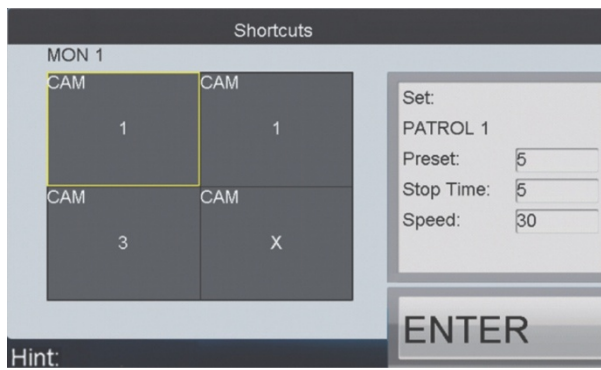 Shortcuts
MON 1
CAM
CAM
1
1
CAM
CAM
3
X
Set:
PATROL 1
Preset: 5
Stop Time: 5
Speed: 30
ENTER
Hint: